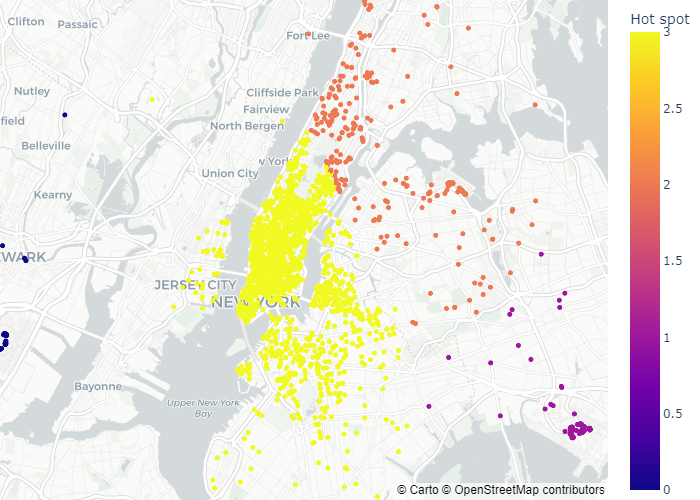 Hot spot
3
2.5
2
1.5
1
0.5
0
Clifton
Passaic
Fort Lee
Nutley
Cliffside Park
Fairview
North Bergen
field
Belleville
w York
Union City
Kearny
WARK
JERSEY CITY
NEW YORK
Bayonne
Upper New York
Bay
© Carto © OpenStreetMap contributors